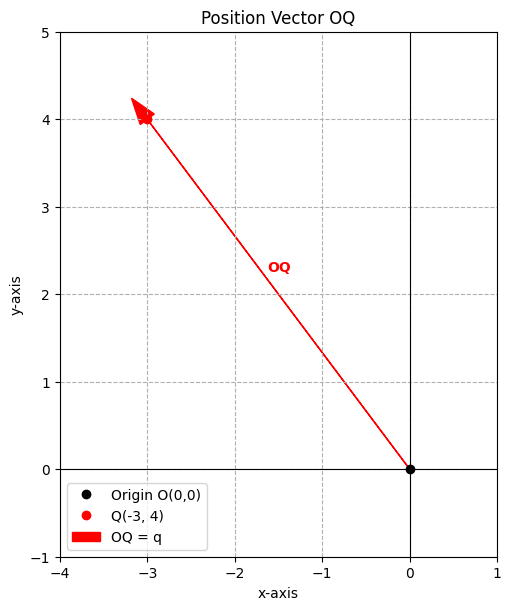 Position Vector OQ
5
4
3
2
1
0
−1
y-axis
OQ
Origin O(0,0)
Q(-3, 4)
OQ = q
−4
−3
−2
−1
0
1
x-axis